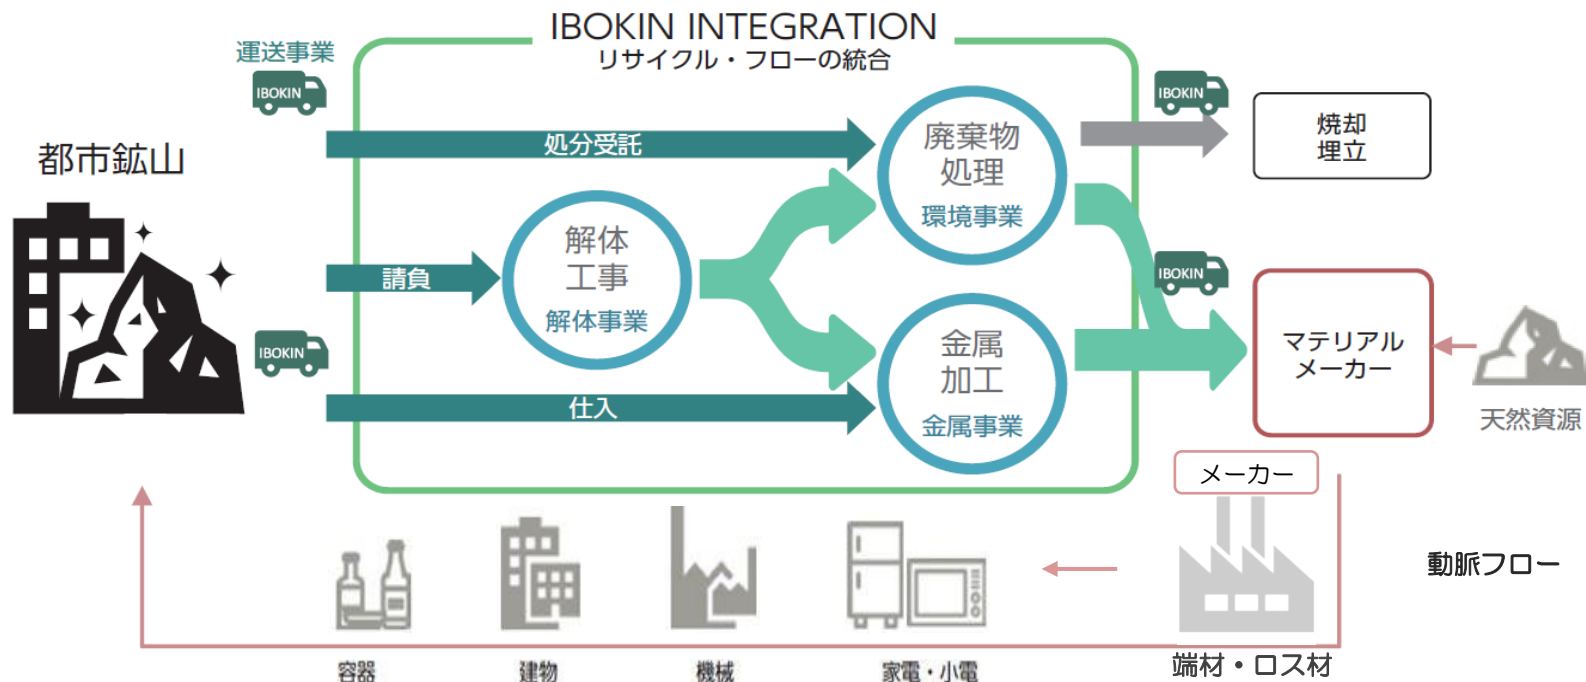 IBOKIN INTEGRATION
リサイクル・フローの統合
運送事業
IBOKIN
IBOKIN
都市鉱山
処分受託
廃棄物
処理
環境事業
焼却
埋立
解体
工事
解体事業
請負
IBOKIN
IBOKIN
金属
加工
金属事業
仕入
マテリアル
メーカー
天然資源
メーカー
動脈フロー
容器
建物
機械
家電・小電
端材・ロス材